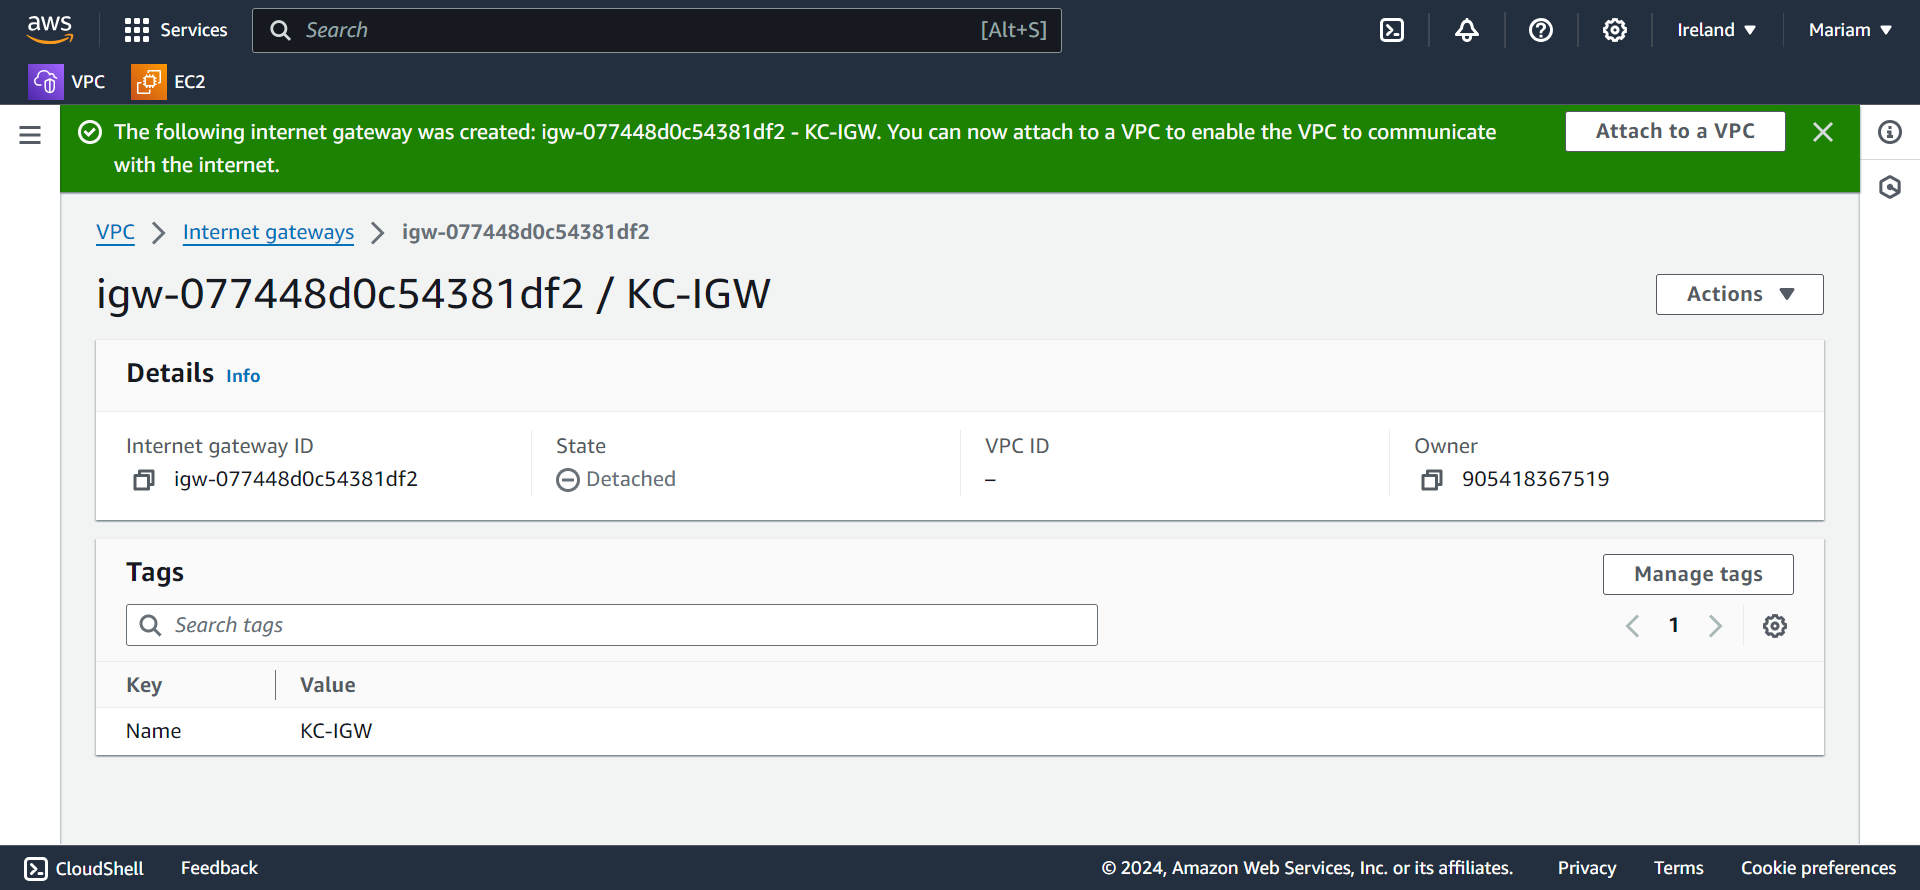 aws
Services
Search
[Alt+S]
Ireland
Mariam
VPC
EC2
The following internet gateway was created: igw-077448d0c54381df2 - KC-IGW. You can now attach to a VPC to enable the VPC to communicate
with the internet.
Attach to a VPC
VPC
Internet gateways
igw-077448d0c54381df2
igw-077448d0c54381df2 / KC-IGW
Actions
Details
Info
Internet gateway ID
igw-077448d0c54381df2
State
Detached
VPC ID
–
Owner
905418367519
Tags
Manage tags
Search tags
1
Key
Value
Name
KC-IGW
CloudShell
Feedback
© 2024, Amazon Web Services, Inc. or its affiliates.
Privacy
Terms
Cookie preferences